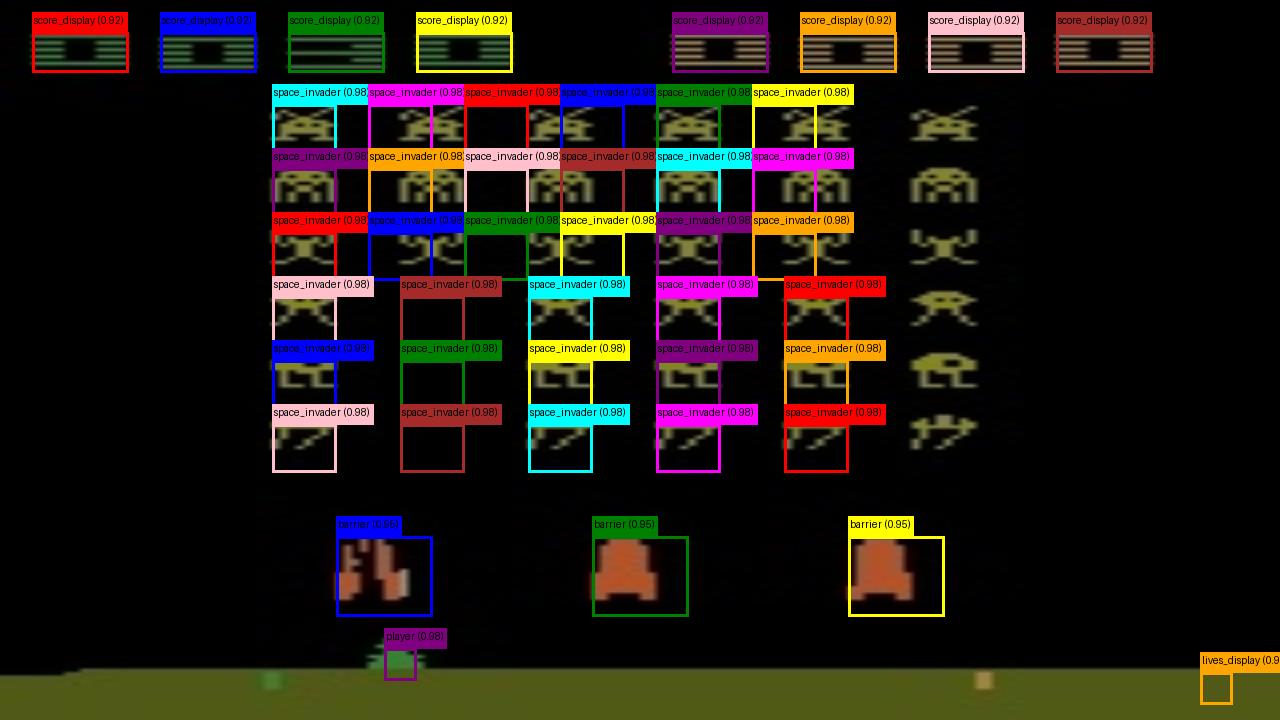 score_display (0.92) score_display (0.92) score_display (0.92) score_display (0.92) score_display (0.92) score_display (0.92) score_display (0.92) score_display (0.92)
space_invader (0.98) space_invader (0.98) space_invader (0.98) space_invader (0.98) space_invader (0.98) space_invader (0.98)
space_invader (0.98) space_invader (0.98) space_invader (0.98) space_invader (0.98) space_invader (0.98) space_invader (0.98)
space_invader (0.98) space_invader (0.98) space_invader (0.98) space_invader (0.98) space_invader (0.98) space_invader (0.98)
space_invader (0.98) space_invader (0.98) space_invader (0.98) space_invader (0.98) space_invader (0.98)
space_invader (0.98) space_invader (0.98) space_invader (0.98) space_invader (0.98) space_invader (0.98)
space_invader (0.98) space_invader (0.98) space_invader (0.98) space_invader (0.98) space_invader (0.98)
barrier (0.95) barrier (0.95) barrier (0.95)
player (0.98)
lives_display (0.9